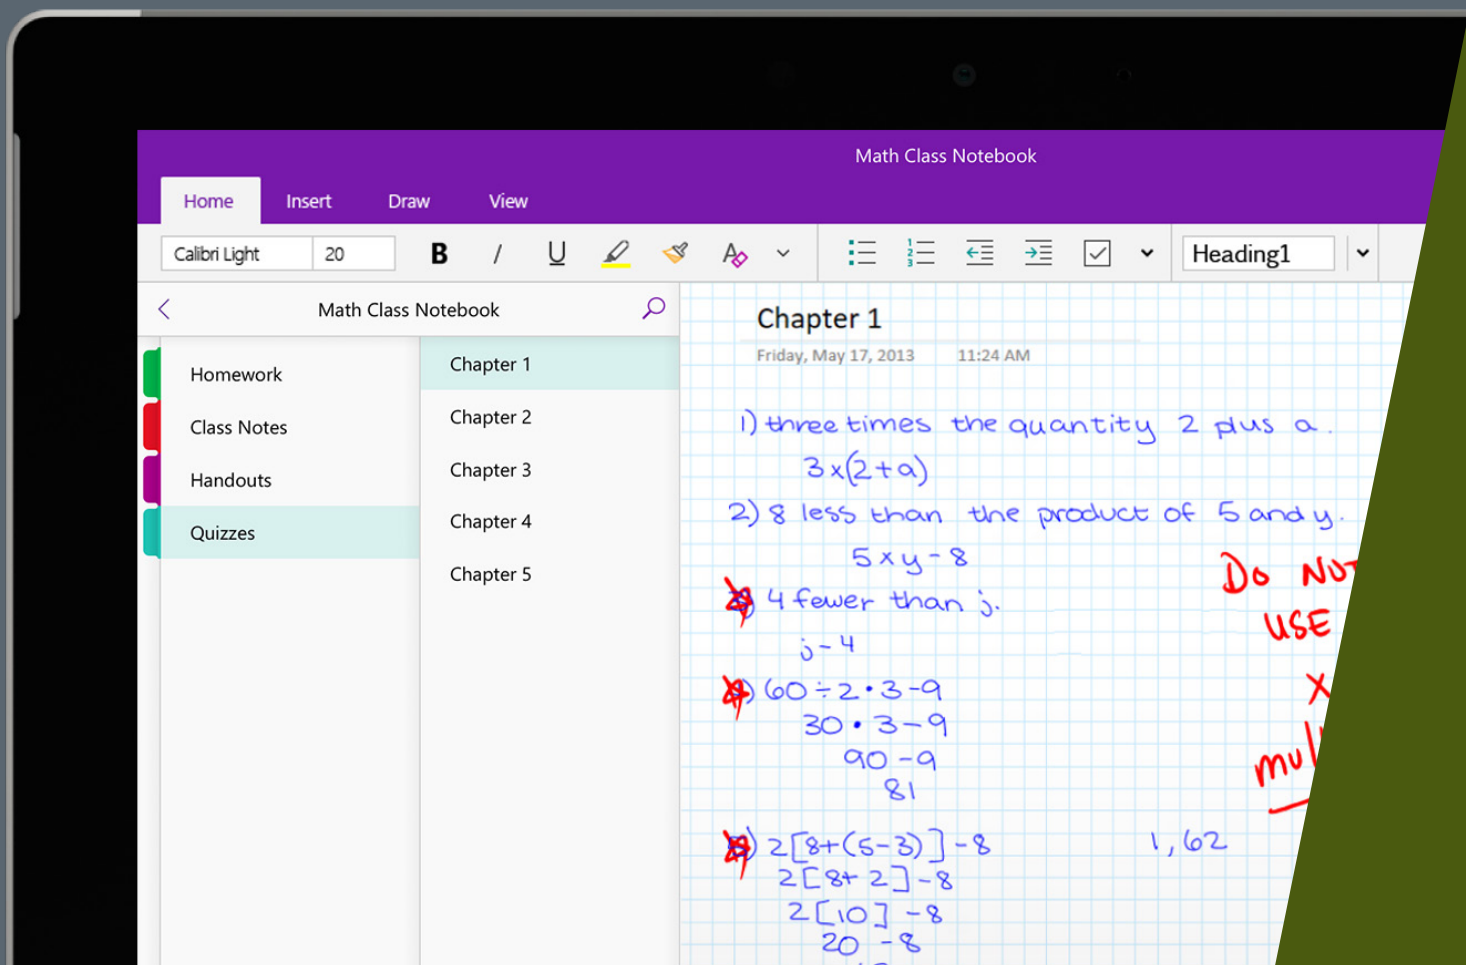 Math Class Notebook
Home Insert Draw View
Calibri Light 20 B / U A Heading1
Math Class Notebook
Homework
Class Notes
Handouts
Quizzes
Chapter 1
Chapter 2
Chapter 3
Chapter 4
Chapter 5
Chapter 1
Friday, May 17, 2013 11:24 AM
1) three times the quantity 2 plus a.
3x(2+a)
2) 8 less than the product of 5 and y.
5xy-8
4 fewer than j.
j-4
60÷2•3-9
30•3-9
90-9
81
2[8+(5-3)]-8
2[8+2]-8
2[10]-8
20-8
DO NOT
USE
X
mul
1,62